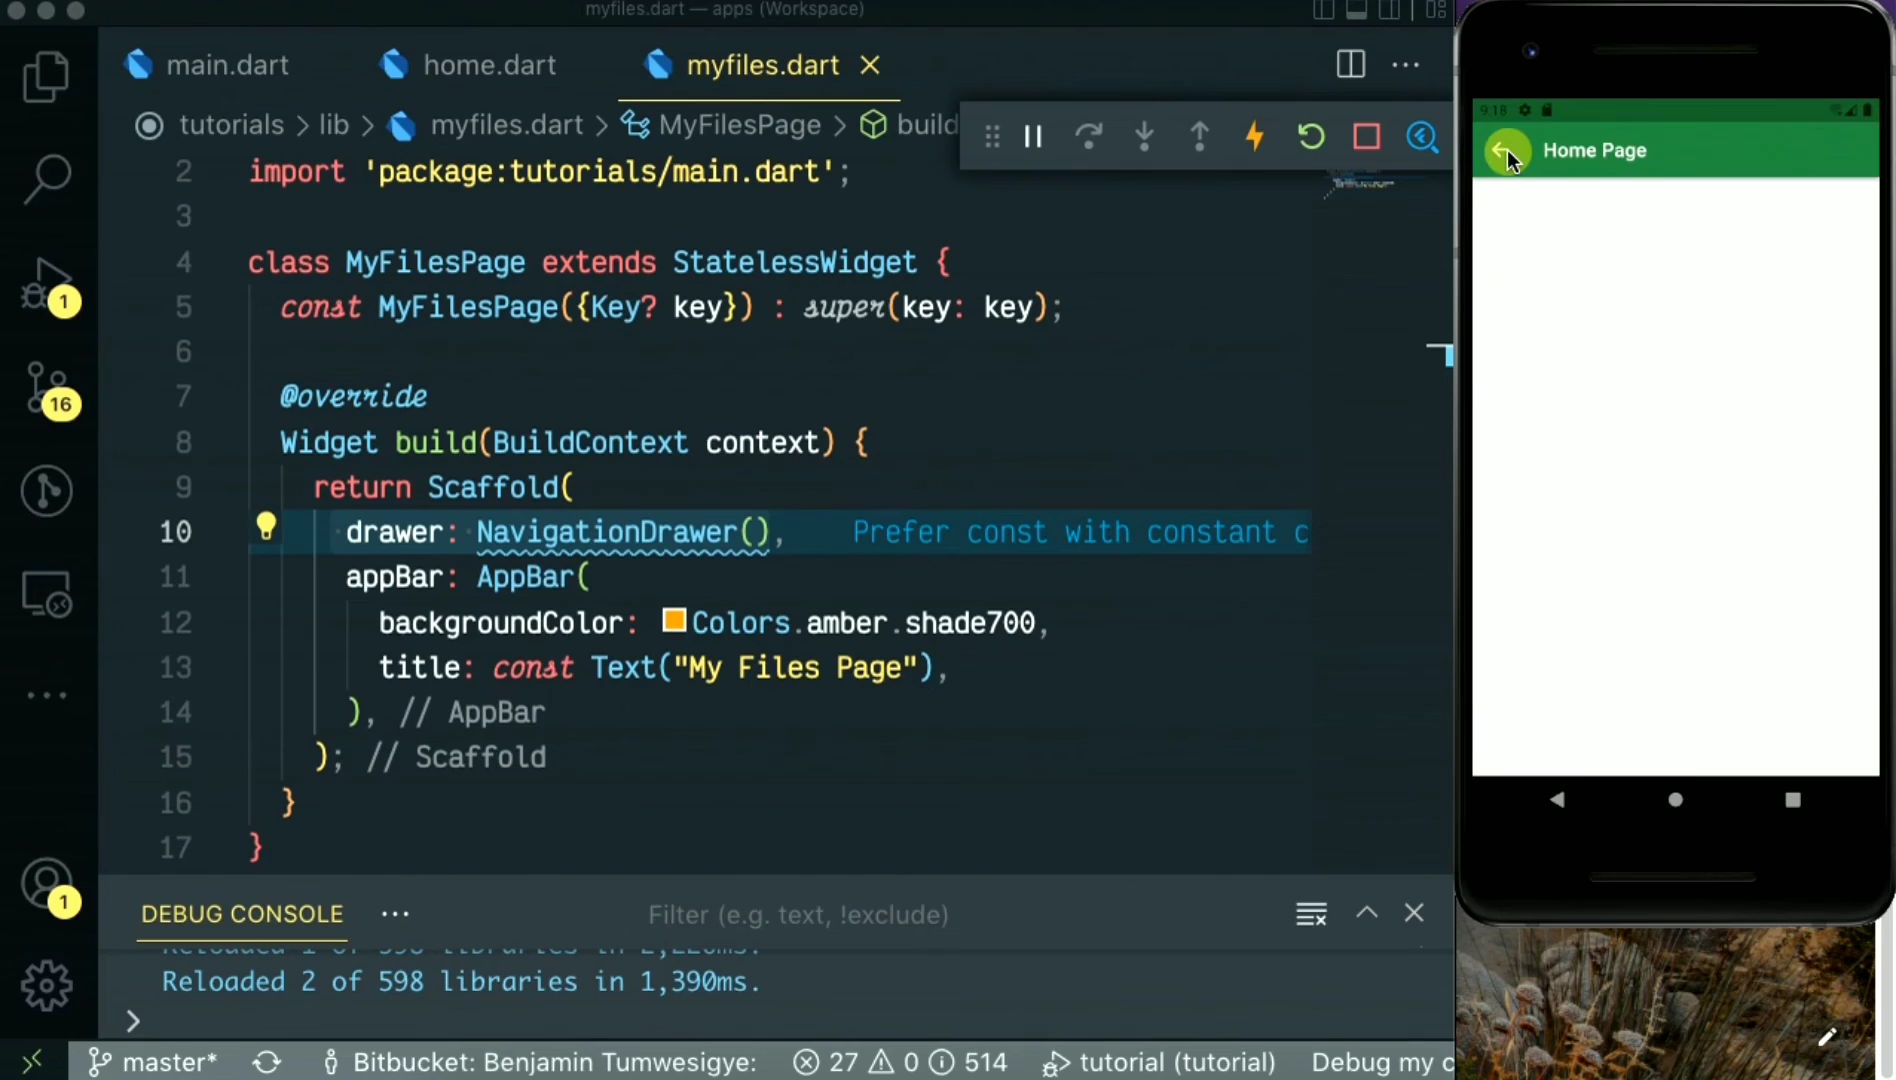 myfiles.dart — apps (Workspace)
main.dart
home.dart
myfiles.dart
tutorials > lib > myfiles.dart > MyFilesPage > build
2 import 'package:tutorials/main.dart';
3
4 class MyFilesPage extends StatelessWidget {
5 const MyFilesPage({Key? key}) : super(key: key);
6
7 @override
8 Widget build(BuildContext context) {
9 return Scaffold(
10 drawer: NavigationDrawer(), Prefer const with constant c
11 appBar: AppBar(
12 backgroundColor: Colors.amber.shade700,
13 title: const Text("My Files Page"),
14 ), // AppBar
15 ); // Scaffold
16 }
17 }
1
16
1
DEBUG CONSOLE
Filter (e.g. text, !exclude)
Reloaded 2 of 598 libraries in 1,390ms.
master*
Bitbucket: Benjamin Tumwesigye:
27 0 514
tutorial (tutorial)
Debug my c
9:18
Home Page